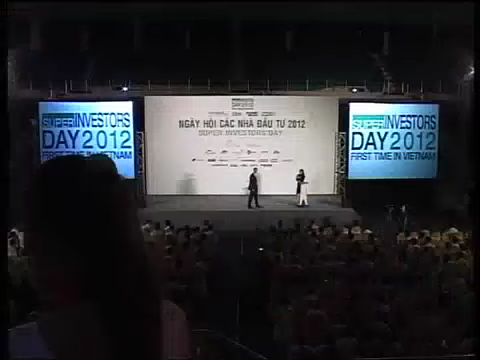 SUPER INVESTORS
DAY 2012
FIRST TIME IN VIETNAM
DAY2012
NGÀY HỘI CÁC NHÀ ĐẦU TƯ 2012
SUPER INVESTORS DAY
SUPER INVESTORS
DAY 2012
FIRST TIME IN VIETNAM